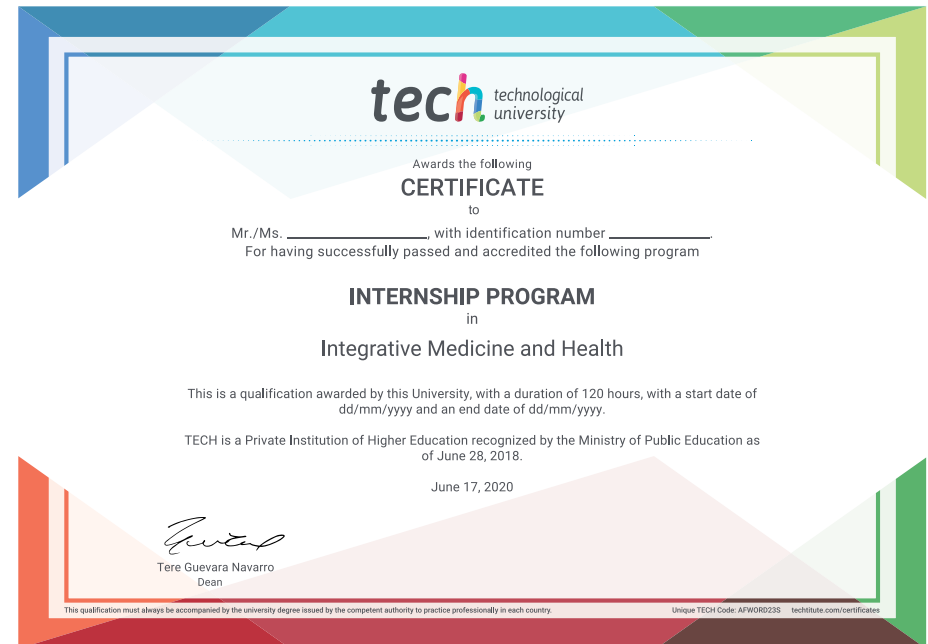 tech technological
university
Awards the following
CERTIFICATE
to
Mr./Ms. ____________________, with identification number ______________.
For having successfully passed and accredited the following program
INTERNSHIP PROGRAM
in
Integrative Medicine and Health
This is a qualification awarded by this University, with a duration of 120 hours, with a start date of
dd/mm/yyyy and an end date of dd/mm/yyyy.
TECH is a Private Institution of Higher Education recognized by the Ministry of Public Education as
of June 28, 2018.
June 17, 2020
Tere Guevara Navarro
Dean
This qualification must always be accompanied by the university degree issued by the competent authority to practice professionally in each country. Unique TECH Code: AFWORD23S techtitute.com/certificates